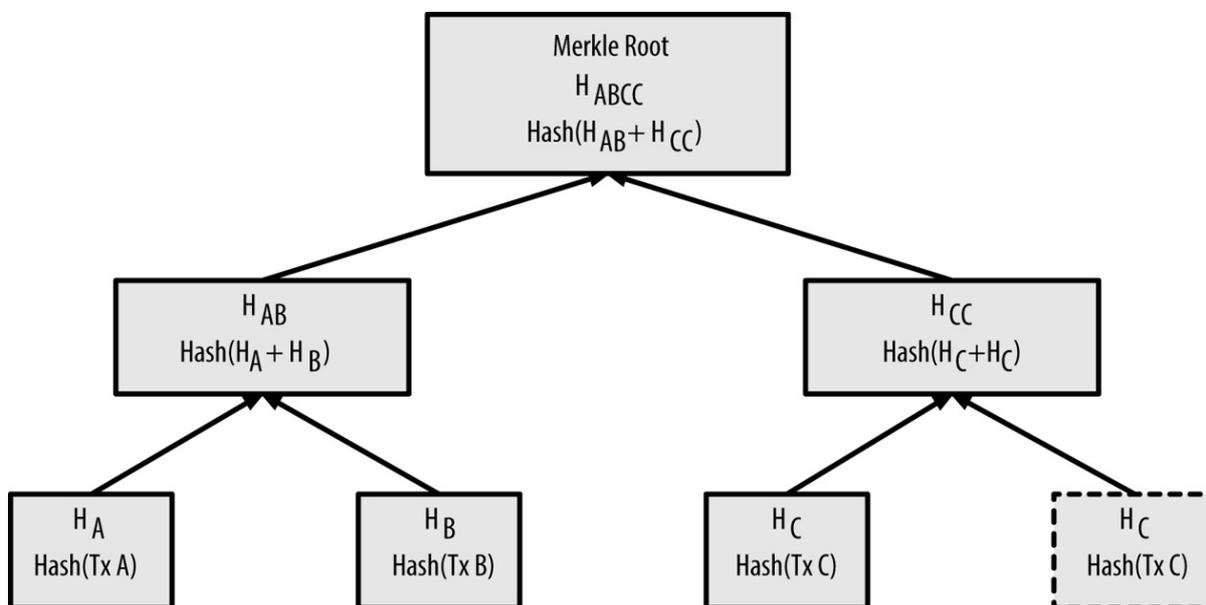 Merkle Root
H ABCC
Hash(H AB + H CC)
H AB
Hash(H A + H B)
H CC
Hash(H C+H C)
H A
Hash(Tx A)
H B
Hash(Tx B)
H C
Hash(Tx C)
H C
Hash(Tx C)